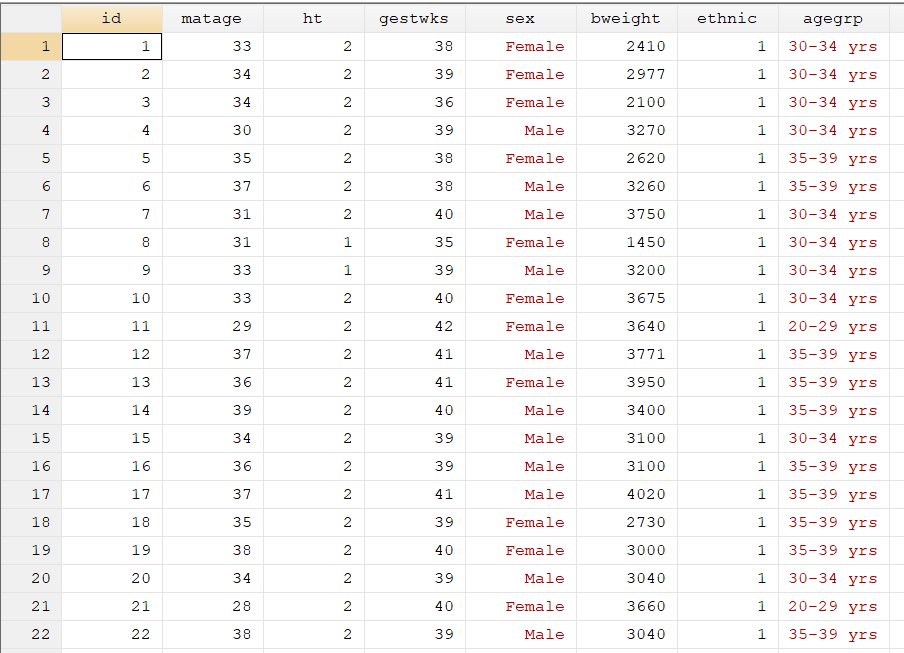 id matage ht gestwks sex bweight ethnic agegrp
1 1 33 2 38 Female 2410 1 30-34 yrs
2 2 34 2 39 Female 2977 1 30-34 yrs
3 3 34 2 36 Female 2100 1 30-34 yrs
4 4 30 2 39 Male 3270 1 30-34 yrs
5 5 35 2 38 Female 2620 1 35-39 yrs
6 6 37 2 38 Male 3260 1 35-39 yrs
7 7 31 2 40 Male 3750 1 30-34 yrs
8 8 31 1 35 Female 1450 1 30-34 yrs
9 9 33 1 39 Male 3200 1 30-34 yrs
10 10 33 2 40 Female 3675 1 30-34 yrs
11 11 29 2 42 Female 3640 1 20-29 yrs
12 12 37 2 41 Male 3771 1 35-39 yrs
13 13 36 2 41 Female 3950 1 35-39 yrs
14 14 39 2 40 Male 3400 1 35-39 yrs
15 15 34 2 39 Male 3100 1 30-34 yrs
16 16 36 2 39 Male 3100 1 35-39 yrs
17 17 37 2 41 Male 4020 1 35-39 yrs
18 18 35 2 39 Female 2730 1 35-39 yrs
19 19 38 2 40 Female 3000 1 35-39 yrs
20 20 34 2 39 Male 3040 1 30-34 yrs
21 21 28 2 40 Female 3660 1 20-29 yrs
22 22 38 2 39 Male 3040 1 35-39 yrs